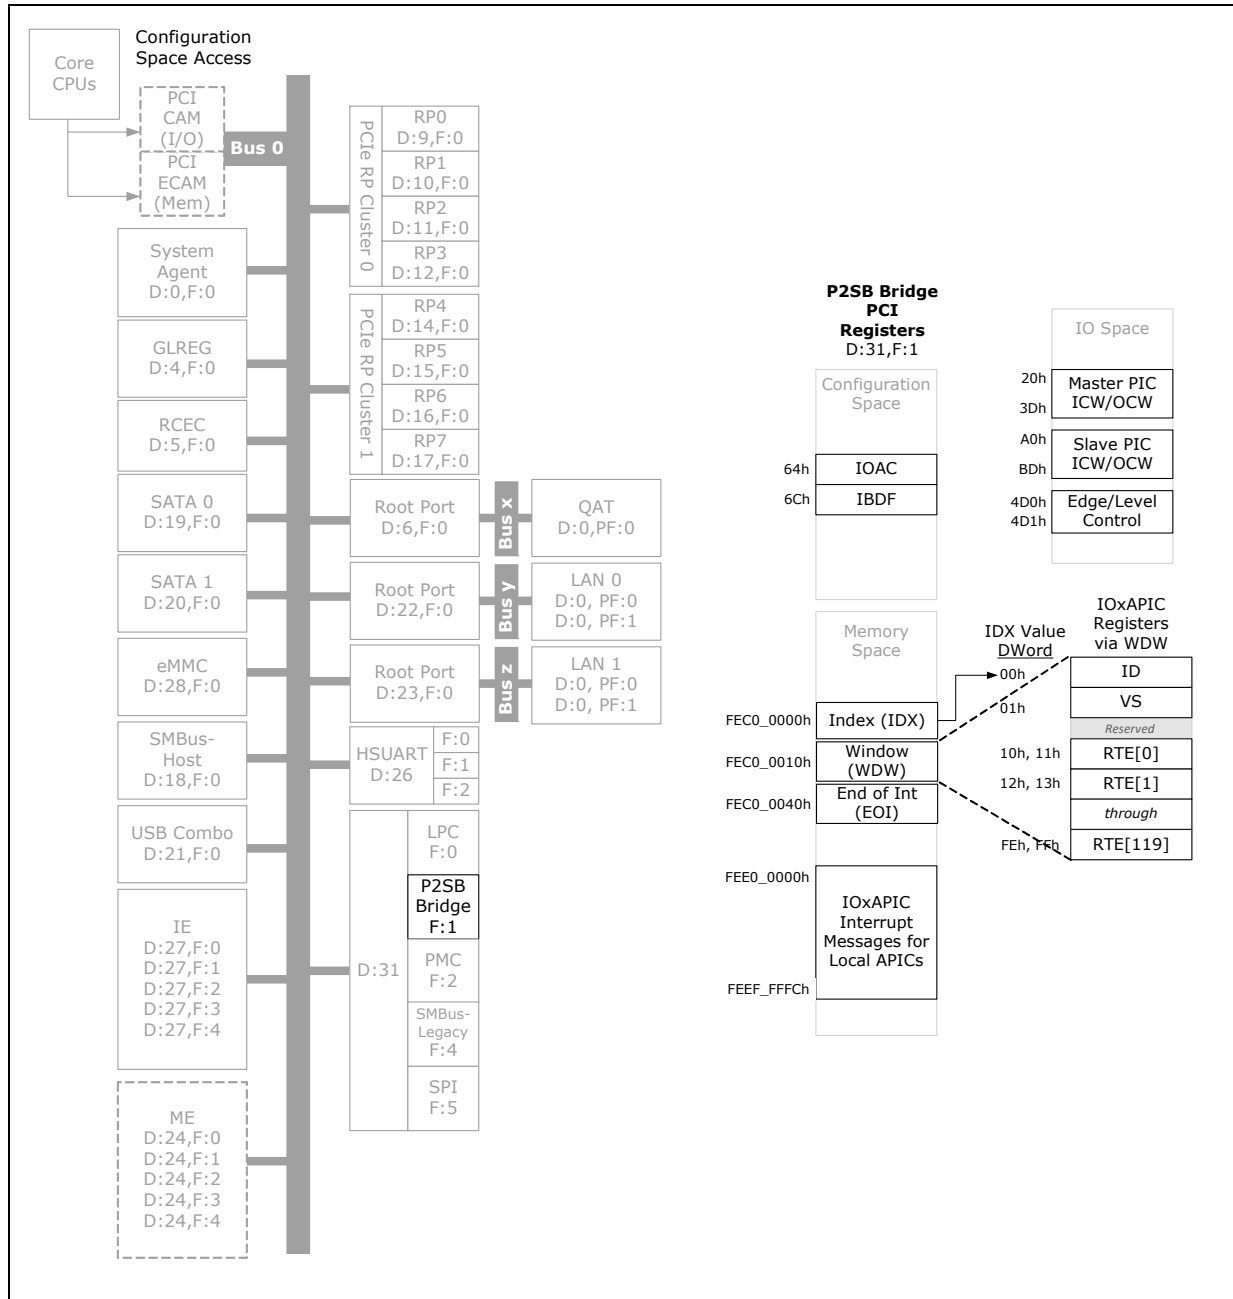 Configuration
Space Access
Core
CPUs
PCI
CAM
(I/O)
PCI
ECAM
(Mem)
Bus 0
System
Agent
D:0,F:0
GLREG
D:4,F:0
RCEC
D:5,F:0
SATA 0
D:19,F:0
SATA 1
D:20,F:0
eMMC
D:28,F:0
SMBus-
Host
D:18,F:0
USB Combo
D:21,F:0
IE
D:27,F:0
D:27,F:1
D:27,F:2
D:27,F:3
D:27,F:4
ME
D:24,F:0
D:24,F:1
D:24,F:2
D:24,F:3
D:24,F:4
PCIe RP Cluster 0
RP0
D:9,F:0
RP1
D:10,F:0
RP2
D:11,F:0
RP3
D:12,F:0
PCIe RP Cluster 1
RP4
D:14,F:0
RP5
D:15,F:0
RP6
D:16,F:0
RP7
D:17,F:0
Root Port
D:6,F:0
Bus x
QAT
D:0,PF:0
Root Port
D:22,F:0
Bus y
LAN 0
D:0, PF:0
D:0, PF:1
Root Port
D:23,F:0
Bus z
LAN 1
D:0, PF:0
D:0, PF:1
HSUART
D:26
F:0
F:1
F:2
D:31
LPC
F:0
P2SB
Bridge
F:1
PMC
F:2
SMBus-
Legacy
F:4
SPI
F:5
P2SB Bridge
PCI
Registers
D:31,F:1
Configuration
Space
64h
IOAC
6Ch
IBDF
Memory
Space
FEC0_0000h
Index (IDX)
FEC0_0010h
Window
(WDW)
FEC0_0040h
End of Int
(EOI)
FEE0_0000h
IOxAPIC
Interrupt
Messages for
Local APICs
FEEF_FFFCh
IO Space
20h
Master PIC
ICW/OCW
3Dh
A0h
Slave PIC
ICW/OCW
BDh
4D0h
Edge/Level
Control
4D1h
IDX Value
DWord
IOxAPIC
Registers
via WDW
00h
ID
01h
VS
Reserved
10h, 11h
RTE[0]
12h, 13h
RTE[1]
through
FEh, FFh
RTE[119]